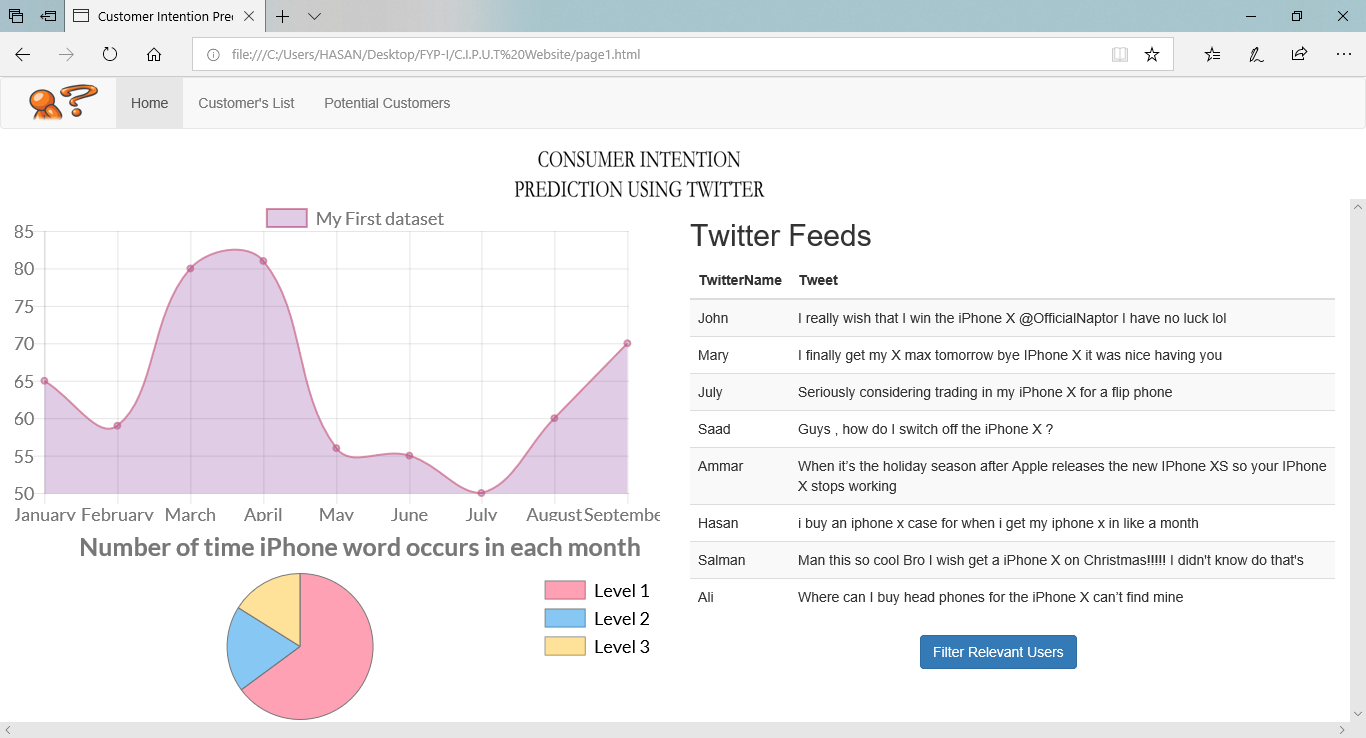 Customer Intention Pre
file:///C:/Users/HASAN/Desktop/FYP-I/C.I.P.U.T%20Website/page1.html
Home Customer's List Potential Customers
CONSUMER INTENTION
PREDICTION USING TWITTER
My First dataset
85
80
75
70
65
60
55
50
January February March April May June July August Septembe
Number of time iPhone word occurs in each month
Level 1
Level 2
Level 3
Twitter Feeds
TwitterName Tweet
John I really wish that I win the iPhone X @OfficialNaptor I have no luck lol
Mary I finally get my X max tomorrow bye IPhone X it was nice having you
July Seriously considering trading in my iPhone X for a flip phone
Saad Guys , how do I switch off the iPhone X ?
Ammar When it’s the holiday season after Apple releases the new IPhone XS so your IPhone
X stops working
Hasan i buy an iphone x case for when i get my iphone x in like a month
Salman Man this so cool Bro I wish get a iPhone X on Christmas!!!!! I didn't know do that's
Ali Where can I buy head phones for the iPhone X can’t find mine
Filter Relevant Users